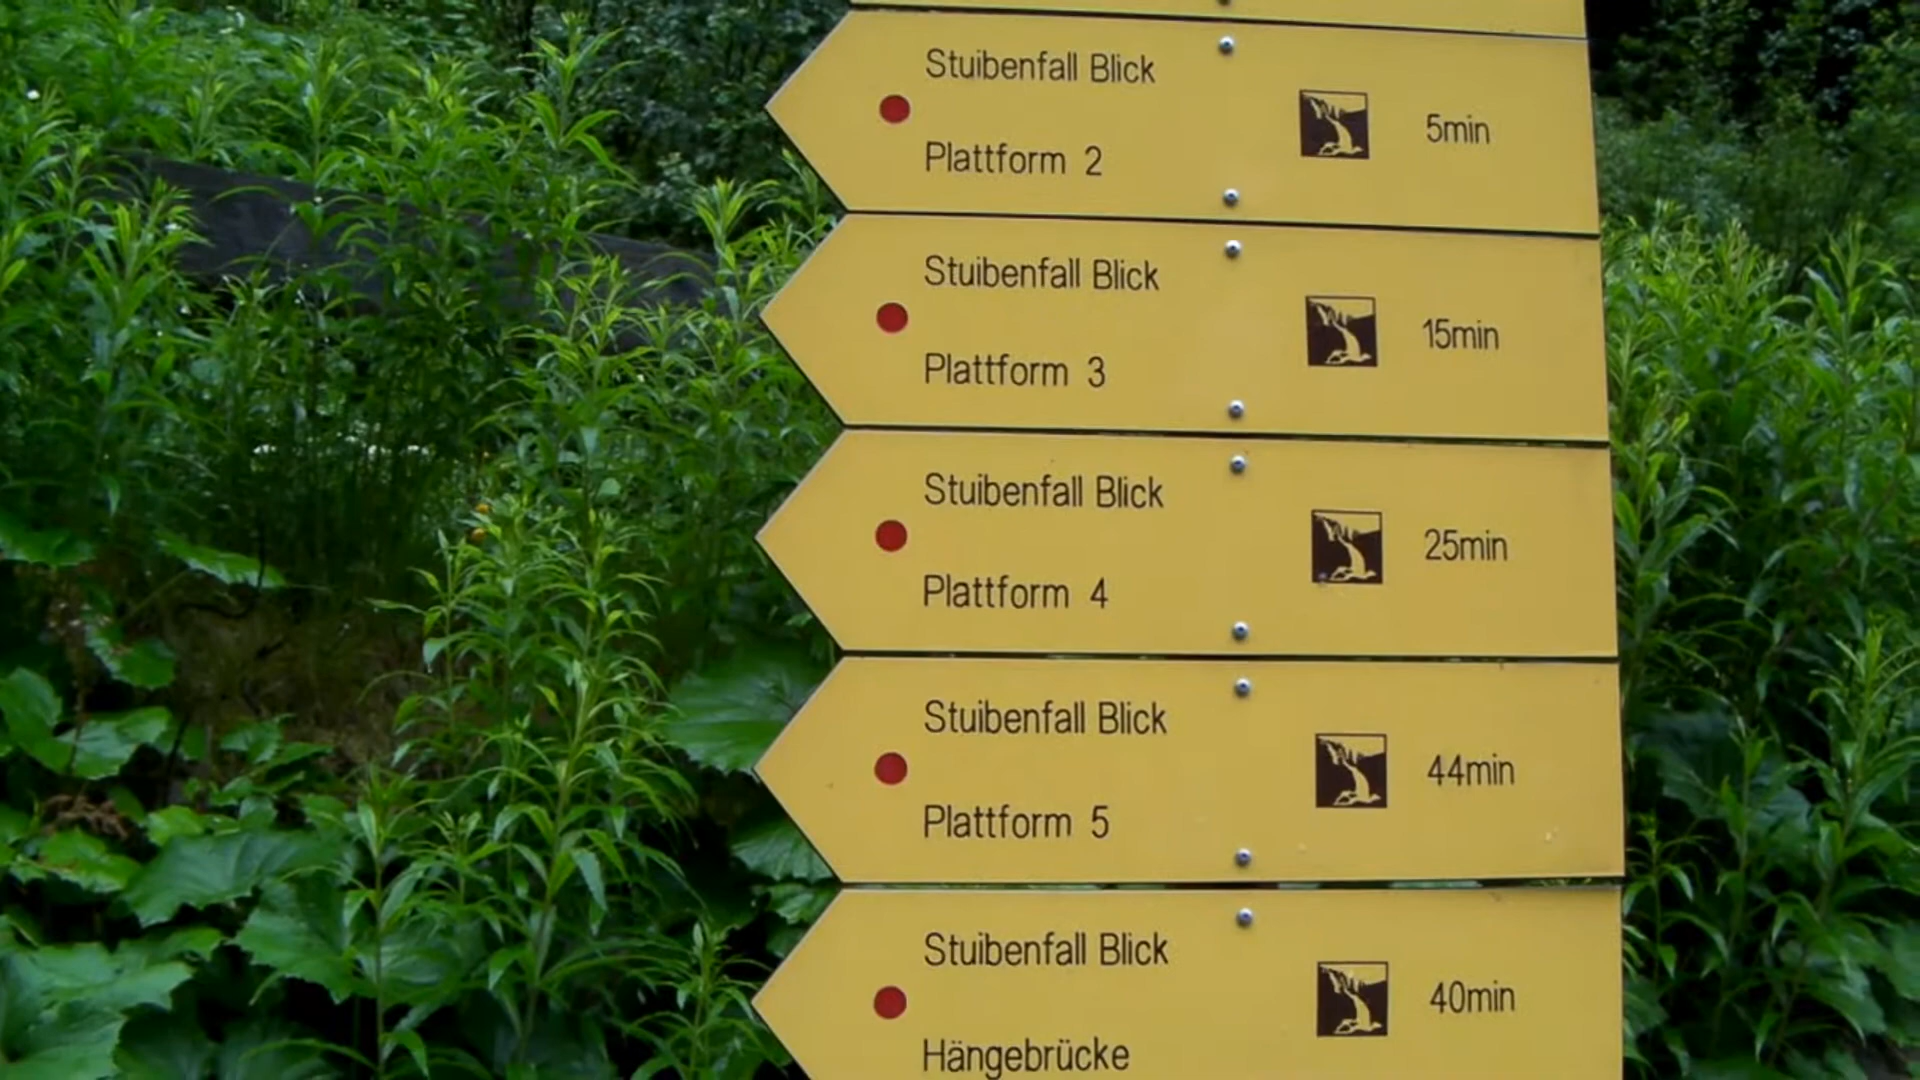 Stuibenfall Blick
Plattform 2
5min
Stuibenfall Blick
Plattform 3
15min
Stuibenfall Blick
Plattform 4
25min
Stuibenfall Blick
Plattform 5
44min
Stuibenfall Blick
Hängebrücke
40min